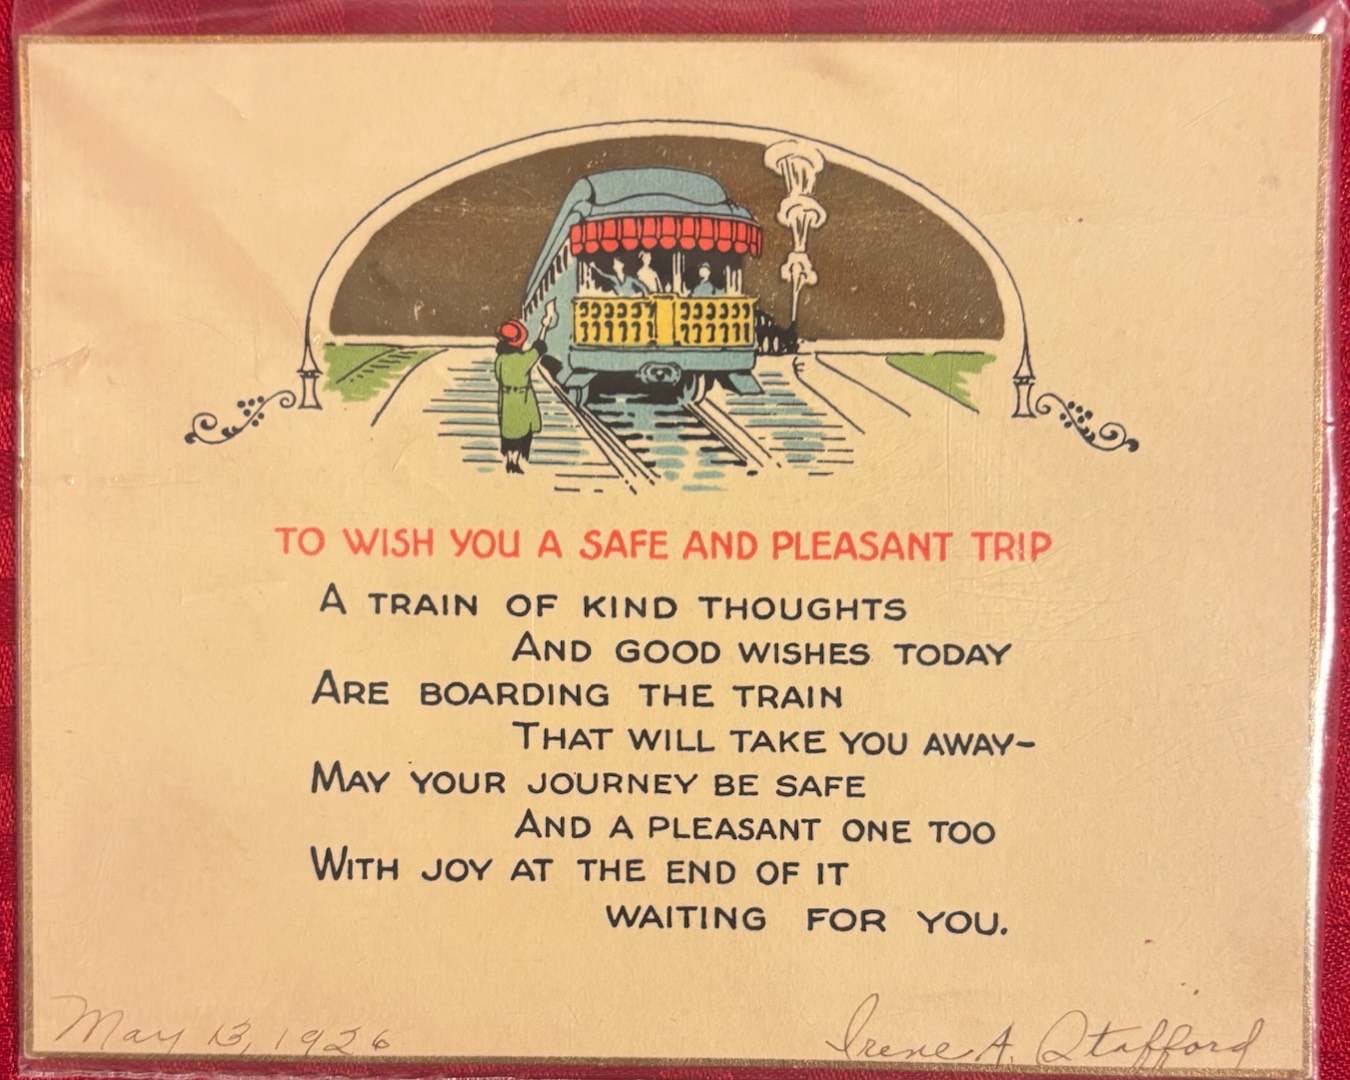 TO WISH YOU A SAFE AND PLEASANT TRIP
A TRAIN OF KIND THOUGHTS
AND GOOD WISHES TODAY
ARE BOARDING THE TRAIN
THAT WILL TAKE YOU AWAY-
MAY YOUR JOURNEY BE SAFE
AND A PLEASANT ONE TOO
WITH JOY AT THE END OF IT
WAITING FOR YOU.
May 13, 1926
Irene A. Stafford